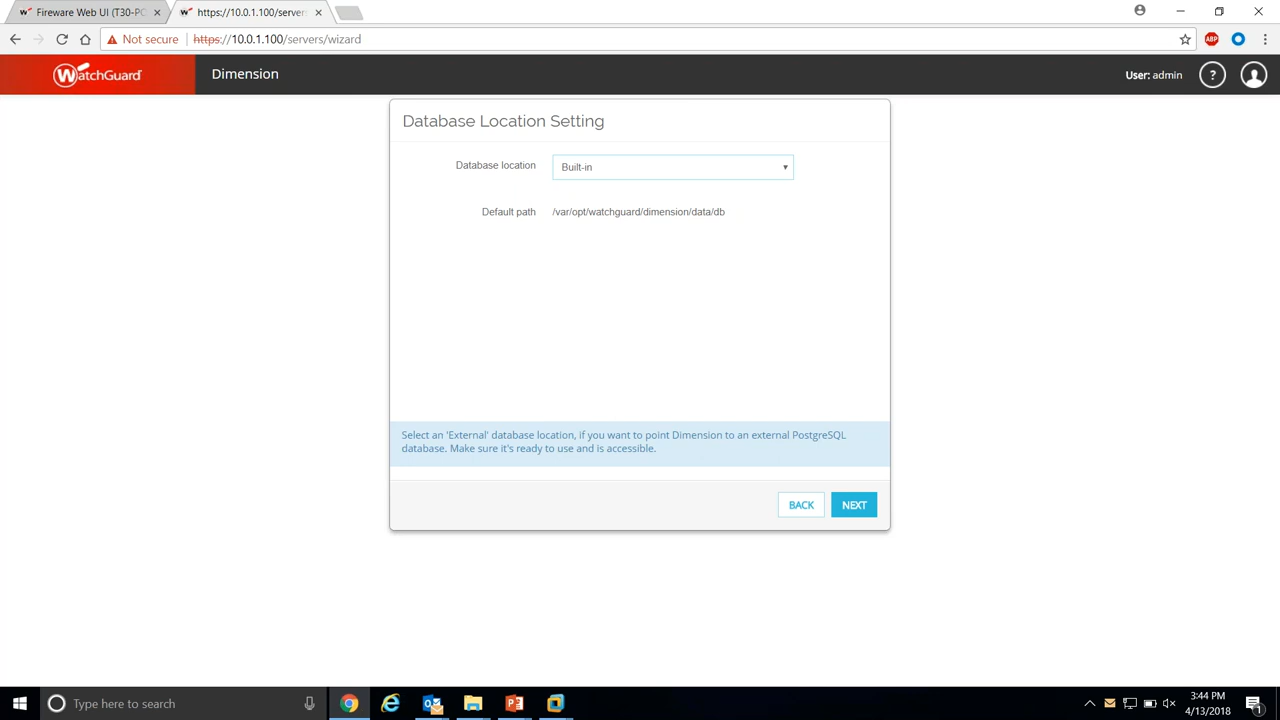 Fireware Web UI (T30-PC
https://10.0.1.100/server
Not secure https://10.0.1.100/servers/wizard
ABP
WatchGuard
Dimension
User: admin
?
Database Location Setting
Database location
Built-in
Default path
/var/opt/watchguard/dimension/data/db
Select an 'External' database location, if you want to point Dimension to an external PostgreSQL
database. Make sure it's ready to use and is accessible.
BACK
NEXT
Type here to search
3:44 PM
4/13/2018
1